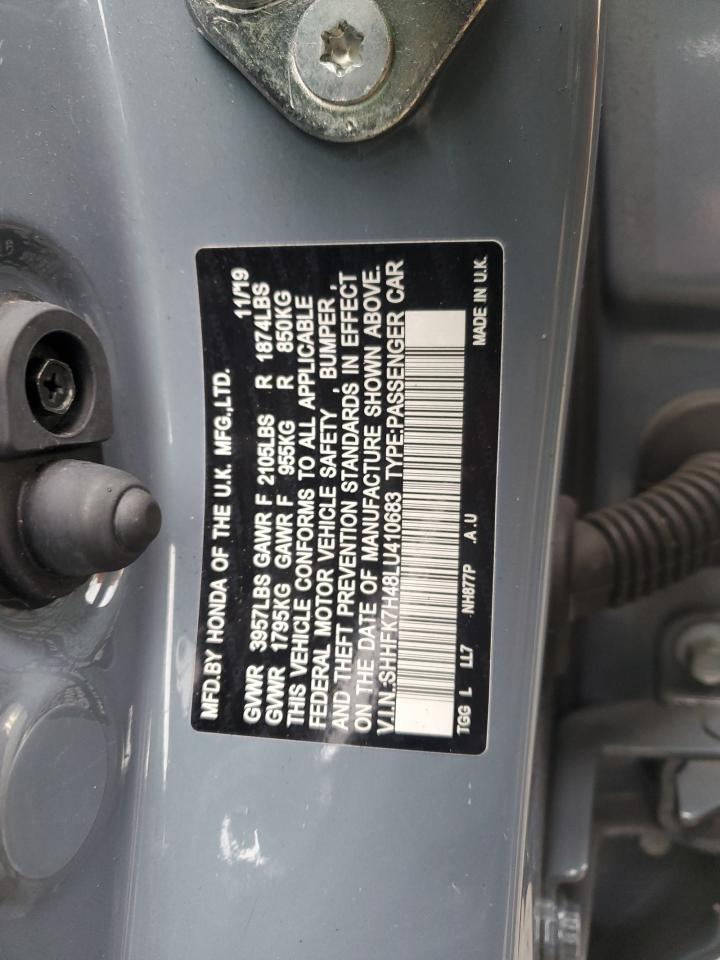 MFD.BY HONDA OF THE U.K. MFG.,LTD. 11/19
GVWR 3957LBS GAWR F 2105LBS R 1874LBS
GVWR 1795KG GAWR F 955KG R 850KG
THIS VEHICLE CONFORMS TO ALL APPLICABLE
FEDERAL MOTOR VEHICLE SAFETY , BUMPER ,
AND THEFT PREVENTION STANDARDS IN EFFECT
ON THE DATE OF MANUFACTURE SHOWN ABOVE.
V.I.N.:SHHFK7H48LU410683 TYPE:PASSENGER CAR
TGG L LL7 NH877P .A.U MADE IN U.K.